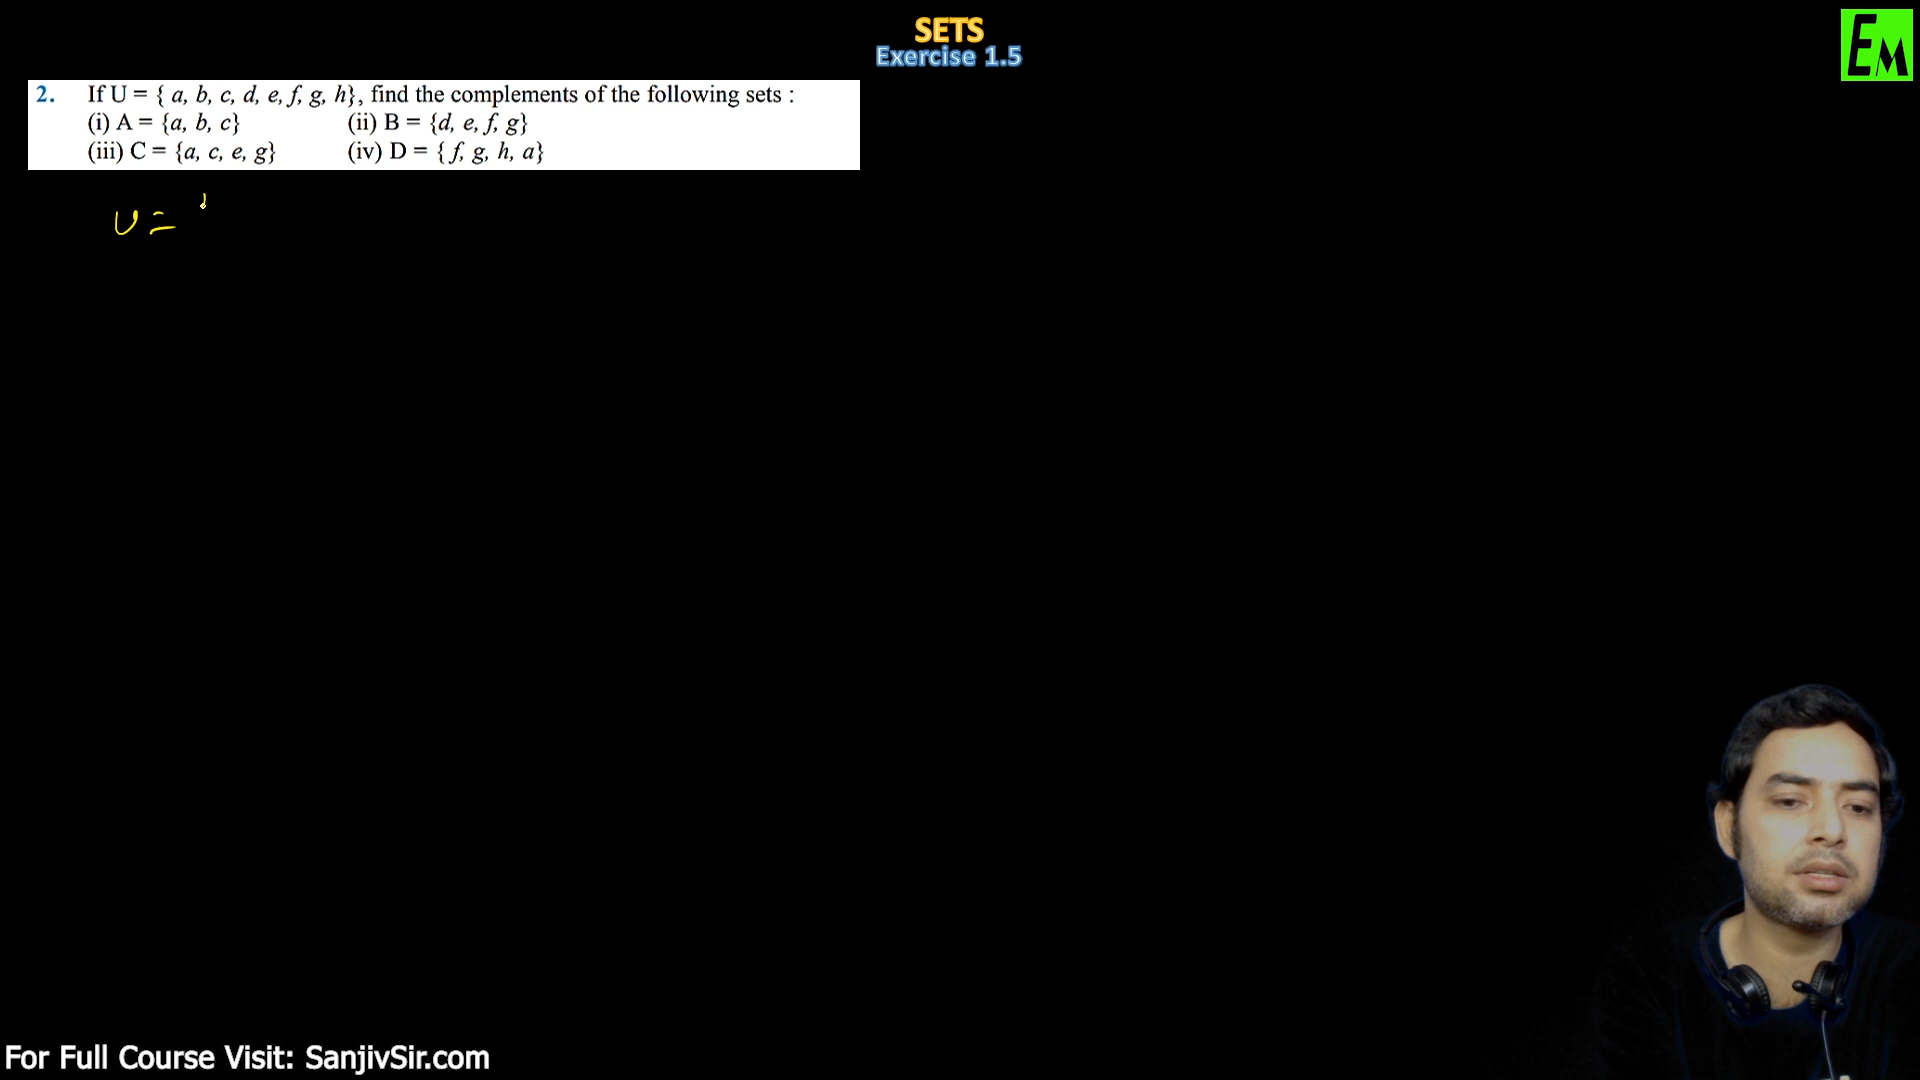 SETS
EM
Exercise 1.5
2. If U = { a, b, c, d, e, f, g, h}, find the complements of the following sets :
(i) A = {a, b, c} (ii) B = {d, e, f, g}
(iii) C = {a, c, e, g} (iv) D = { f, g, h, a}
U =
For Full Course Visit: SanjivSir.com